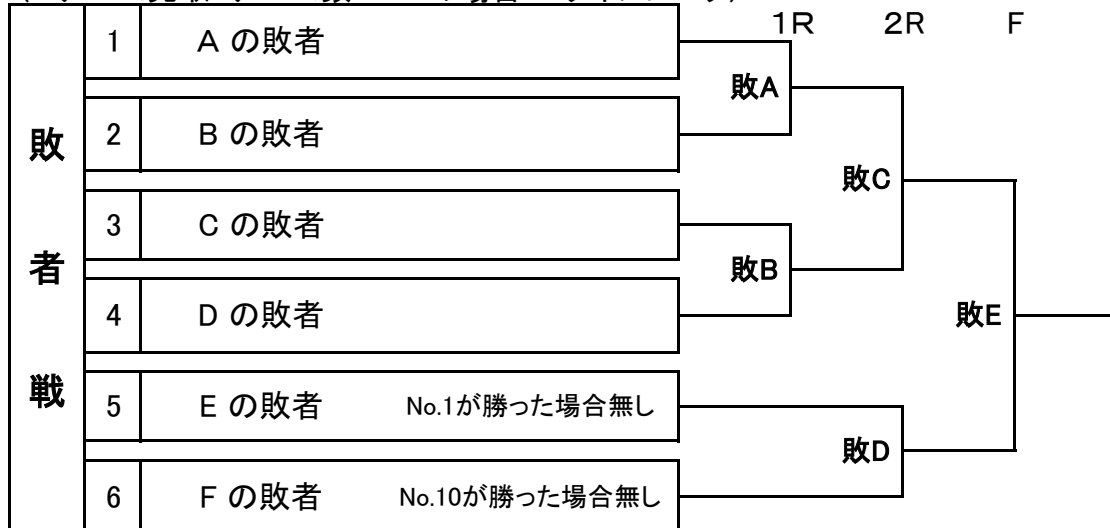 1R 2R F
敗者戦
1 A の敗者
敗A
2 B の敗者
敗C
3 C の敗者
敗B
4 D の敗者
敗E
5 E の敗者 No.1が勝った場合無し
敗D
6 F の敗者 No.10が勝った場合無し